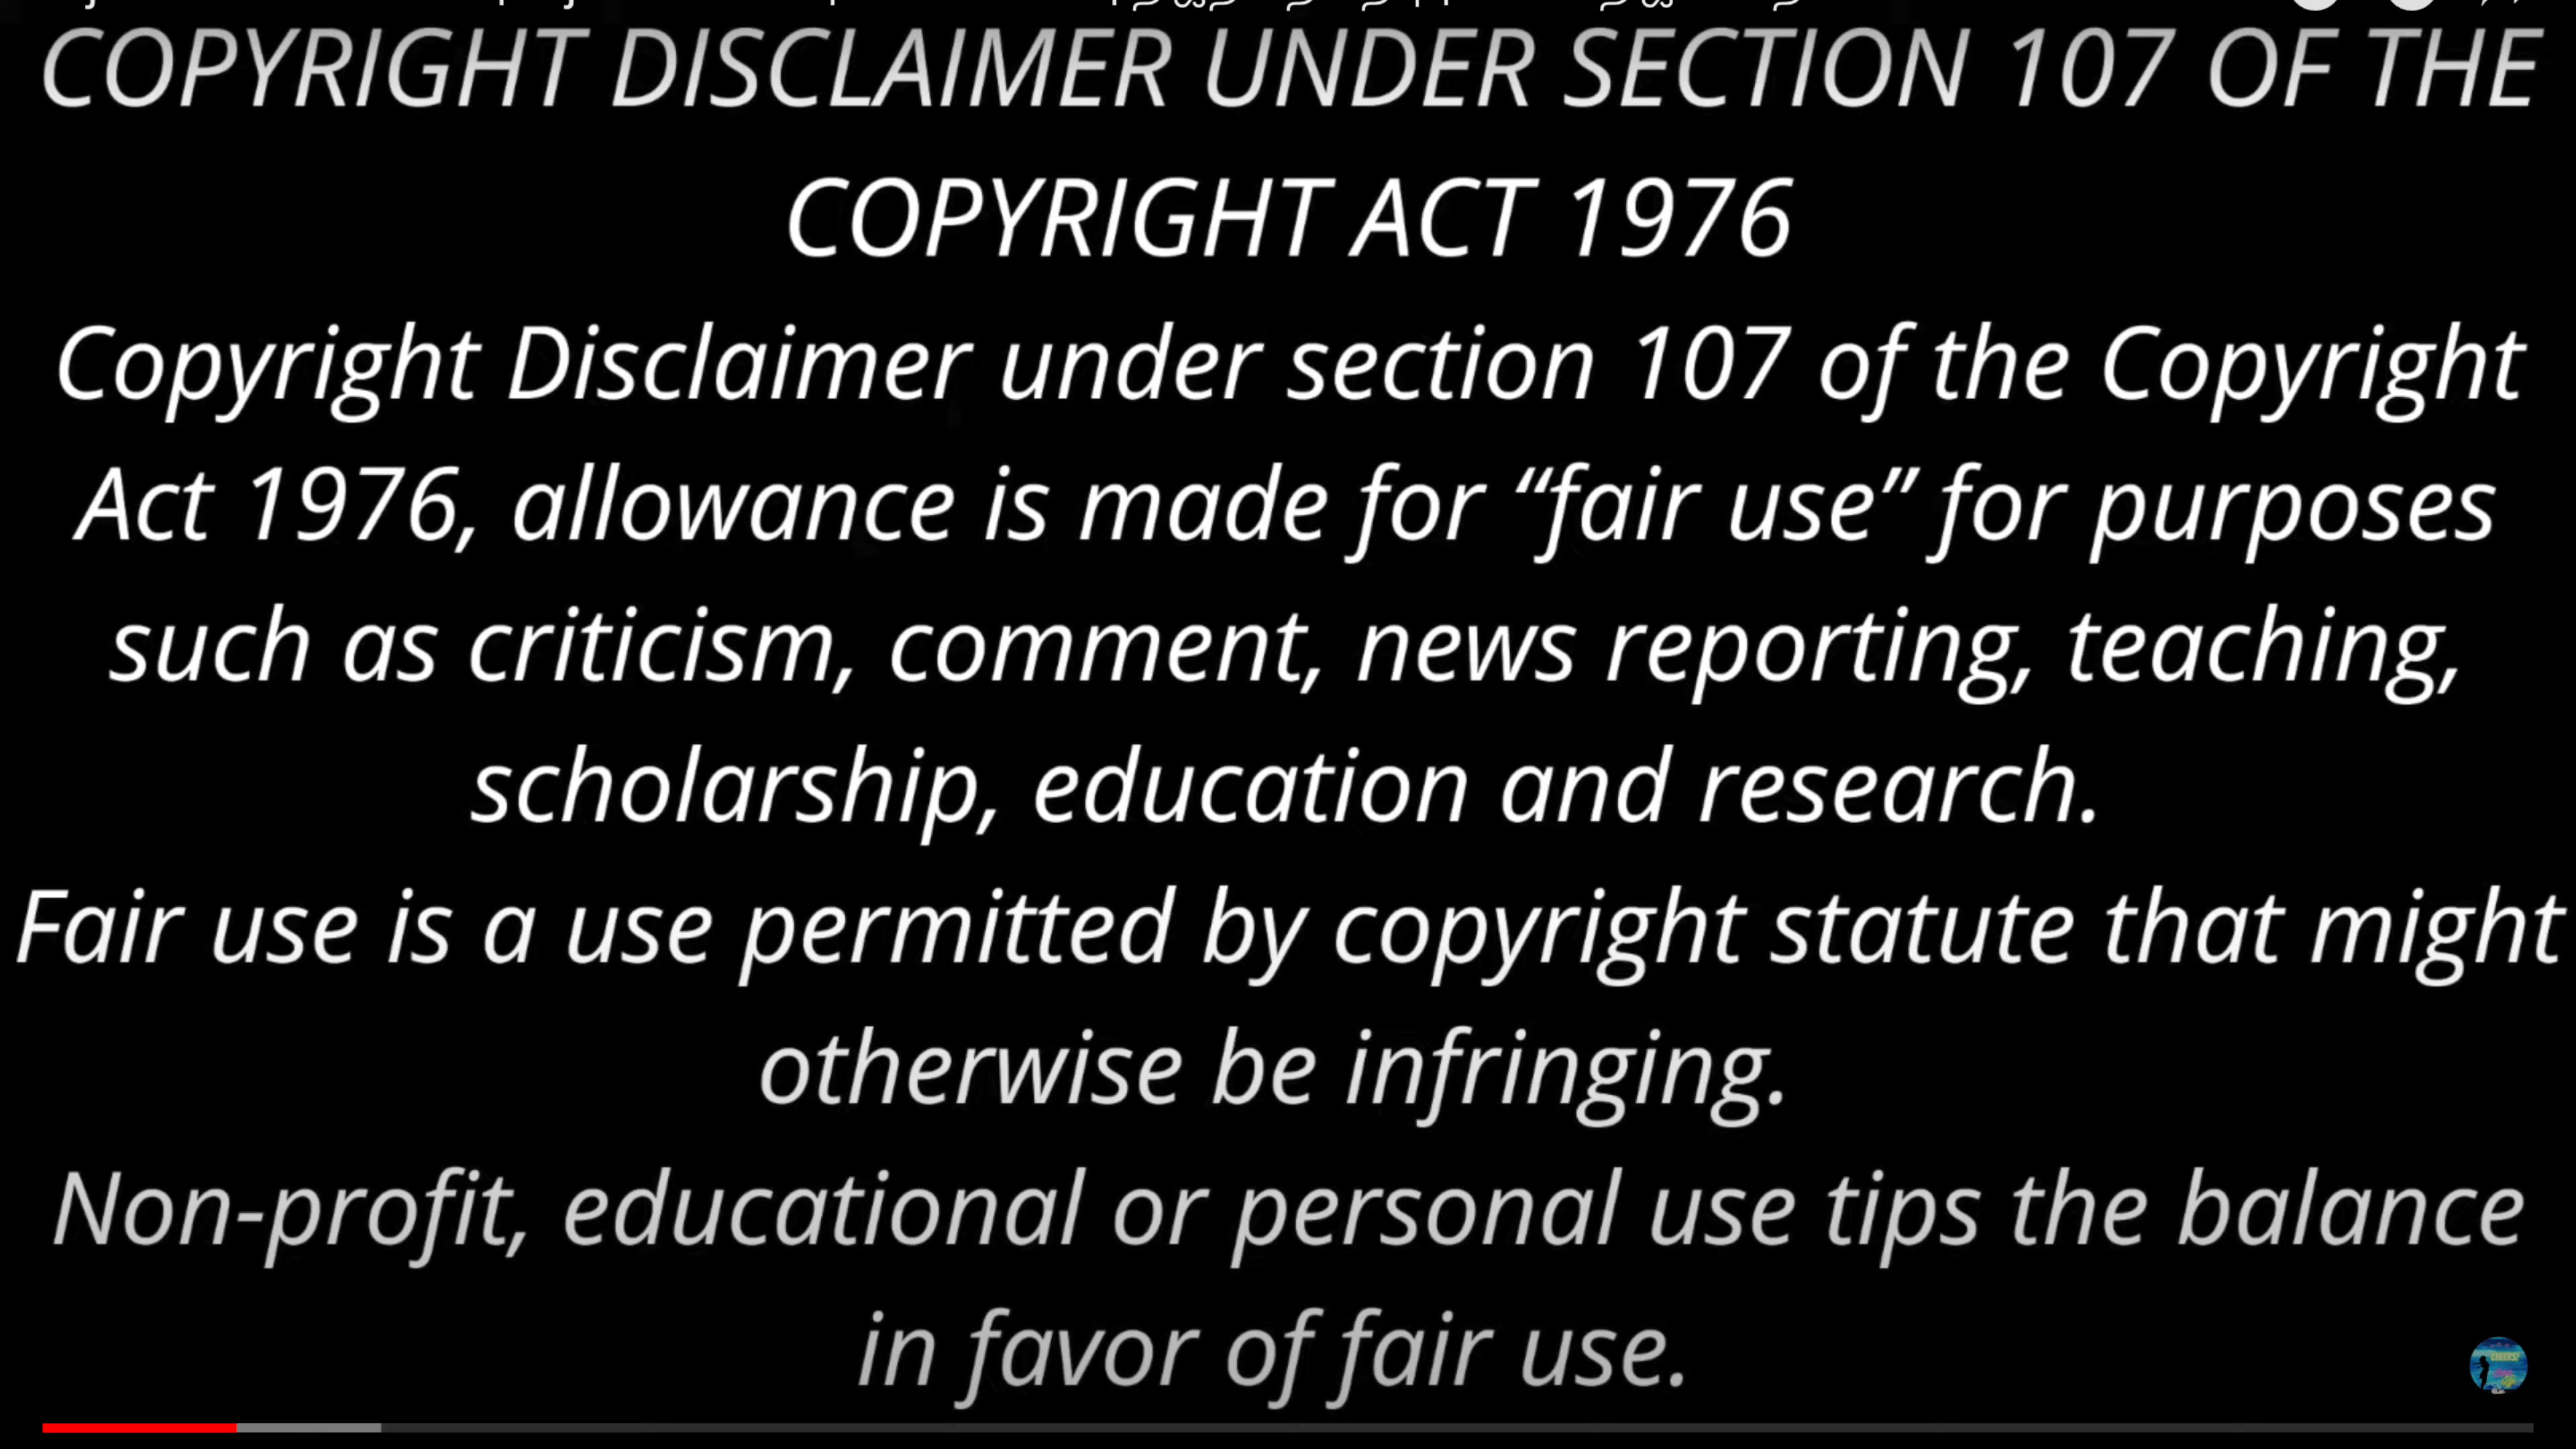 COPYRIGHT DISCLAIMER UNDER SECTION 107 OF THE
COPYRIGHT ACT 1976
Copyright Disclaimer under section 107 of the Copyright
Act 1976, allowance is made for “fair use” for purposes
such as criticism, comment, news reporting, teaching,
scholarship, education and research.
Fair use is a use permitted by copyright statute that might
otherwise be infringing.
Non-profit, educational or personal use tips the balance
in favor of fair use.
CHEERS!